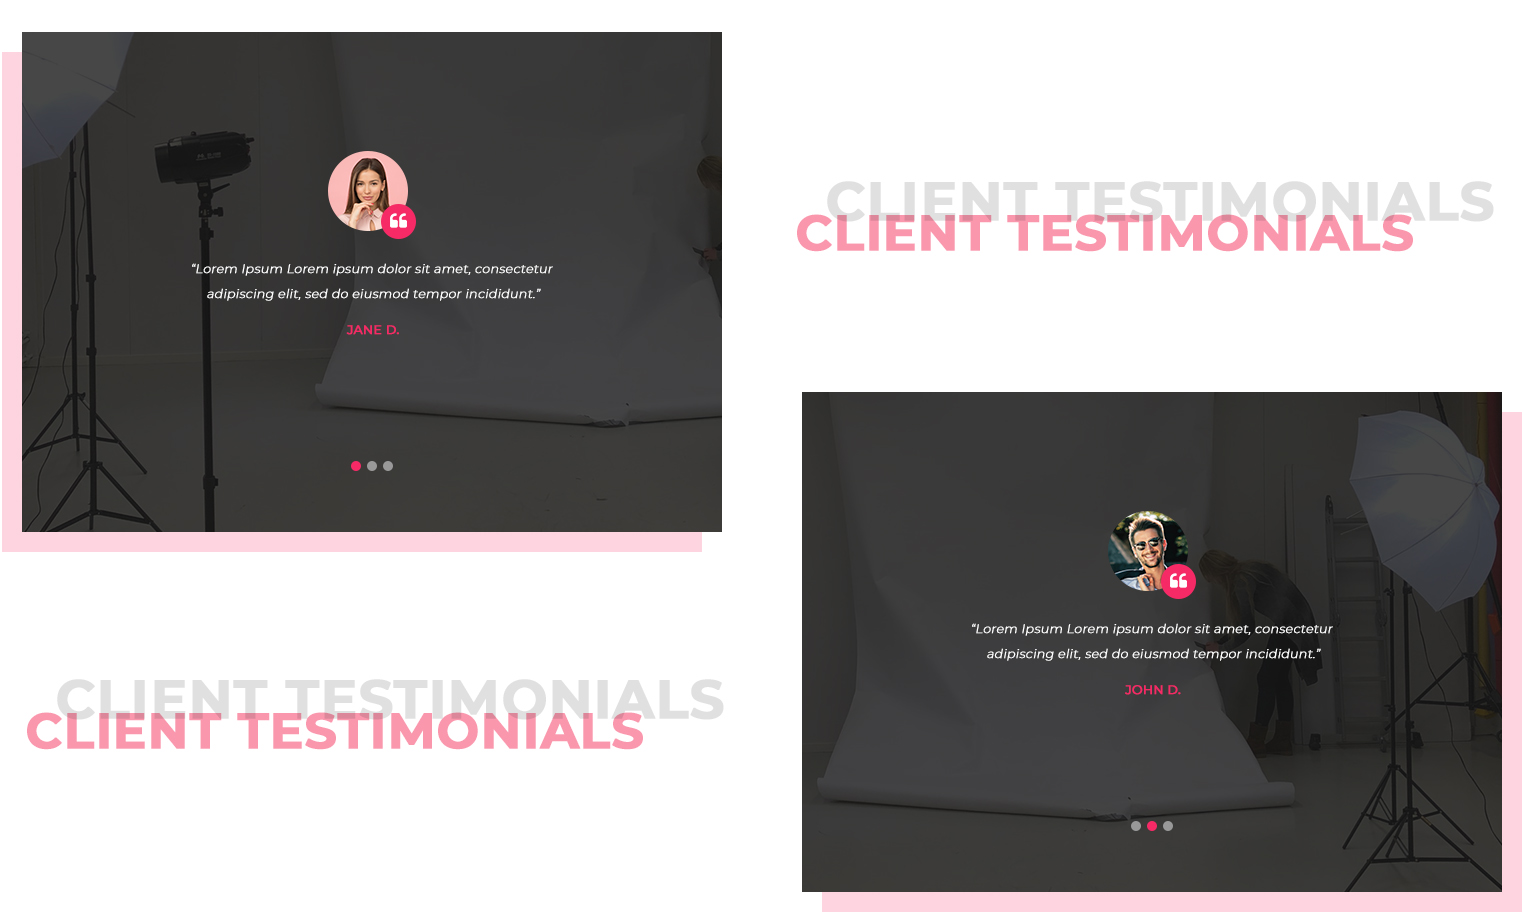 “Lorem Ipsum Lorem ipsum dolor sit amet, consectetur
adipiscing elit, sed do eiusmod tempor incididunt.”
JANE D.
CLIENT TESTIMONIALS
CLIENT TESTIMONIALS
CLIENT TESTIMONIALS
CLIENT TESTIMONIALS
“Lorem Ipsum Lorem ipsum dolor sit amet, consectetur
adipiscing elit, sed do eiusmod tempor incididunt.”
JOHN D.